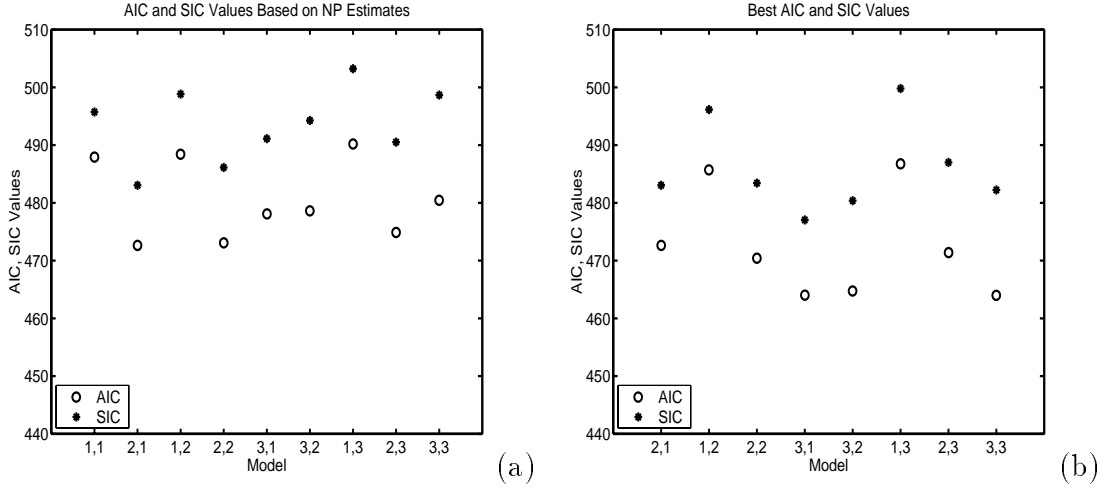 AIC and SIC Values Based on NP Estimates
510
500
490
480
470
460
450
440
AIC, SIC Values
AIC
SIC
1,1 2,1 1,2 2,2 3,1 3,2 1,3 2,3 3,3
Model
(a)
Best AIC and SIC Values
510
500
490
480
470
460
450
440
AIC, SIC Values
AIC
SIC
2,1 1,2 2,2 3,1 3,2 1,3 2,3 3,3
Model
(b)